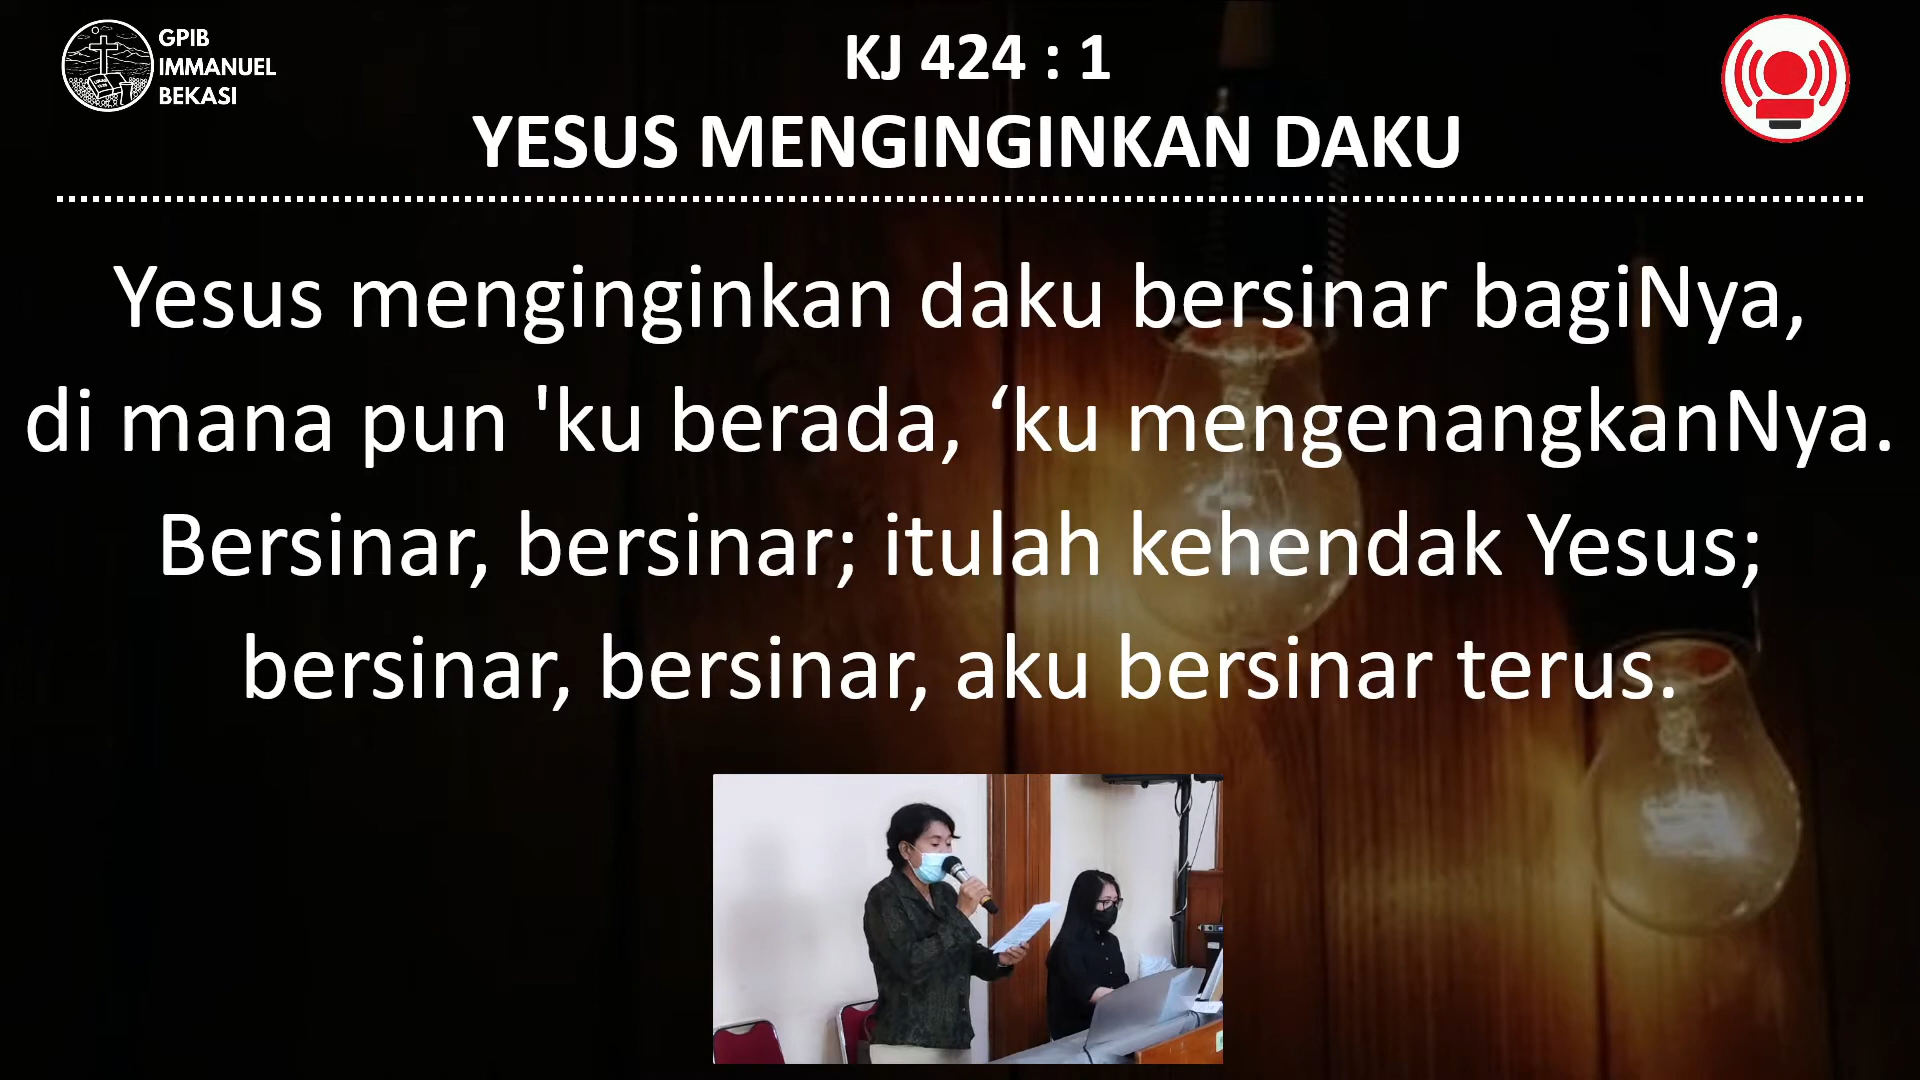 GPIB
IMMANUEL
BEKASI
KJ 424 : 1
YESUS MENGINGINKAN DAKU
Yesus menginginkan daku bersinar bagiNya,
di mana pun 'ku berada, ‘ku mengenangkanNya.
Bersinar, bersinar; itulah kehendak Yesus;
bersinar, bersinar, aku bersinar terus.